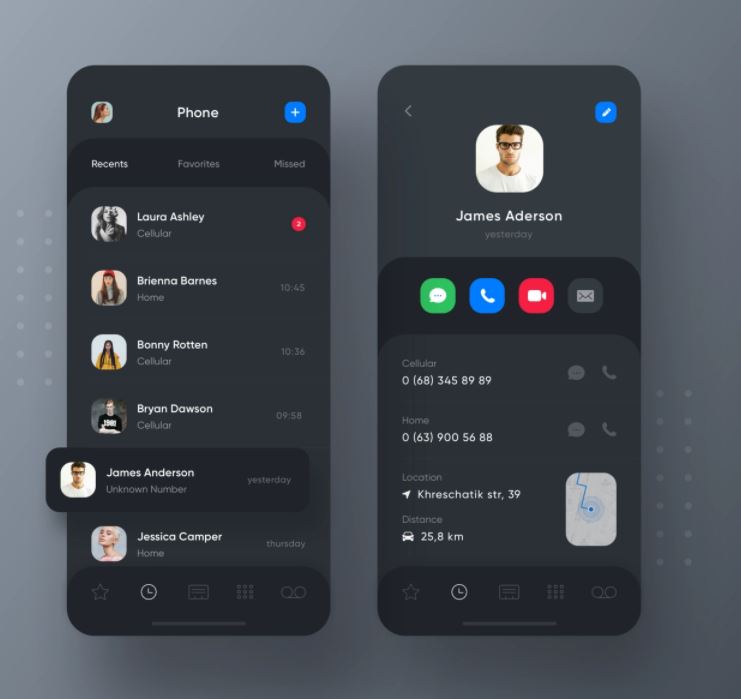 Phone
Recents Favorites Missed
Laura Ashley
Cellular
2
Brienna Barnes
Home
10:45
Bonny Rotten
Cellular
10:36
Bryan Dawson
Cellular
09:58
James Anderson
Unknown Number
yesterday
Jessica Camper
Home
thursday
James Aderson
yesterday
Cellular
0 (68) 345 89 89
Home
0 (63) 900 56 88
Location
Khreschatik str, 39
Distance
25,8 km